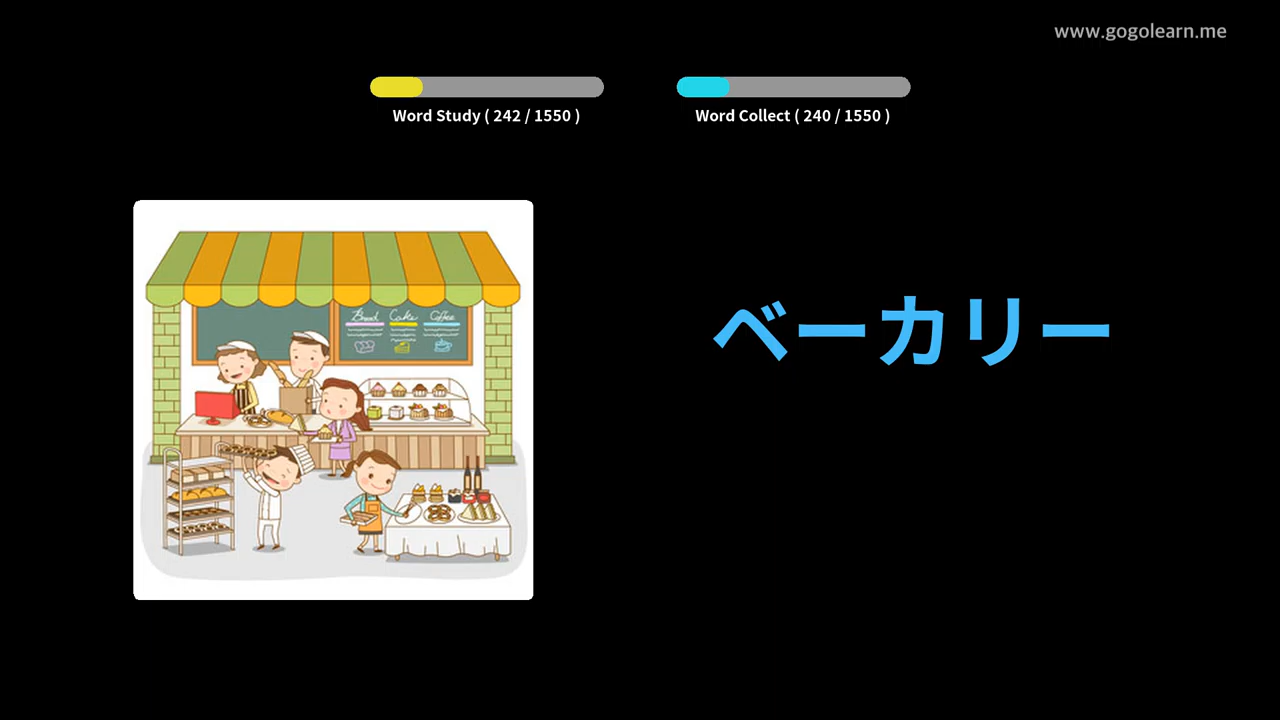 www.gogolearn.me
Word Study ( 242 / 1550 )
Word Collect ( 240 / 1550 )
Bread Cake Coffee
ベーカリー